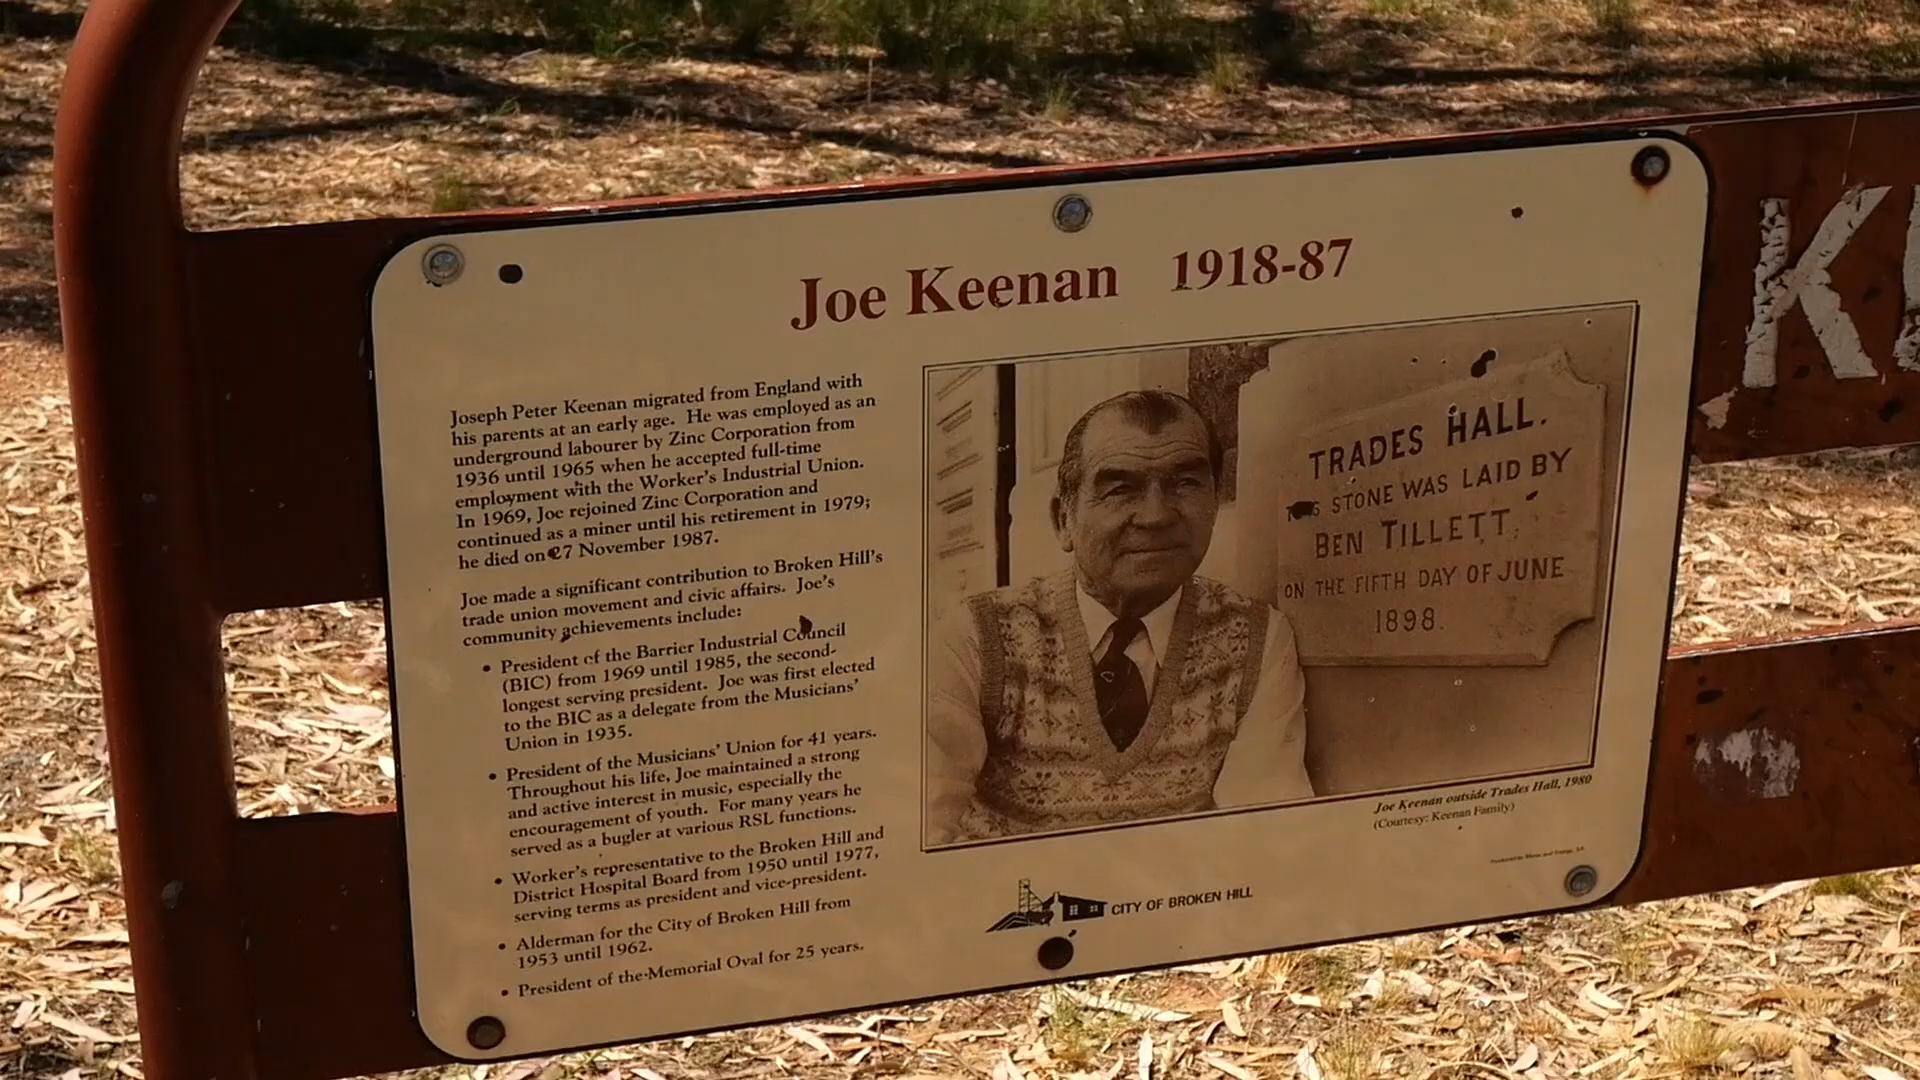 Joe Keenan 1918-87
Joseph Peter Keenan migrated from England with
his parents at an early age. He was employed as an
underground labourer by Zinc Corporation from
1936 until 1965 when he accepted full-time
employment with the Worker's Industrial Union.
In 1969, Joe rejoined Zinc Corporation and
continued as a miner until his retirement in 1979;
he died on 27 November 1987.
Joe made a significant contribution to Broken Hill's
trade union movement and civic affairs. Joe's
community achievements include:
• President of the Barrier Industrial Council
(BIC) from 1969 until 1985, the second-
longest serving president. Joe was first elected
to the BIC as a delegate from the Musicians'
Union in 1935.
• President of the Musicians' Union for 41 years.
Throughout his life, Joe maintained a strong
and active interest in music, especially the
encouragement of youth. For many years he
served as a bugler at various RSL functions.
• Worker's representative to the Broken Hill and
District Hospital Board from 1950 until 1977,
serving terms as president and vice-president.
• Alderman for the City of Broken Hill from
1953 until 1962.
• President of the Memorial Oval for 25 years.
TRADES HALL.
THIS STONE WAS LAID BY
BEN TILLETT
ON THE FIFTH DAY OF JUNE
1898.
Joe Keenan outside Trades Hall, 1980
(Courtesy: Keenan Family)
CITY OF BROKEN HILL
K